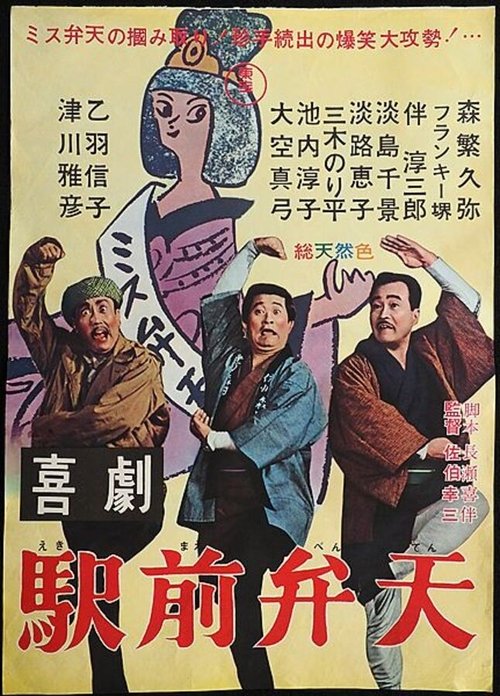 ミス弁天の掴み取り!珍手続出の爆笑大攻勢!…
東宝
森繁久弥
フランキー堺
伴淳三郎
淡島千景
淡路恵子
三木のり平
池内淳子
大空真弓
乙羽信子
津川雅彦
総天然色
ミス弁天
脚本 長瀬喜伴
監督 佐伯幸三
喜劇
えき まえ べん てん
駅前弁天